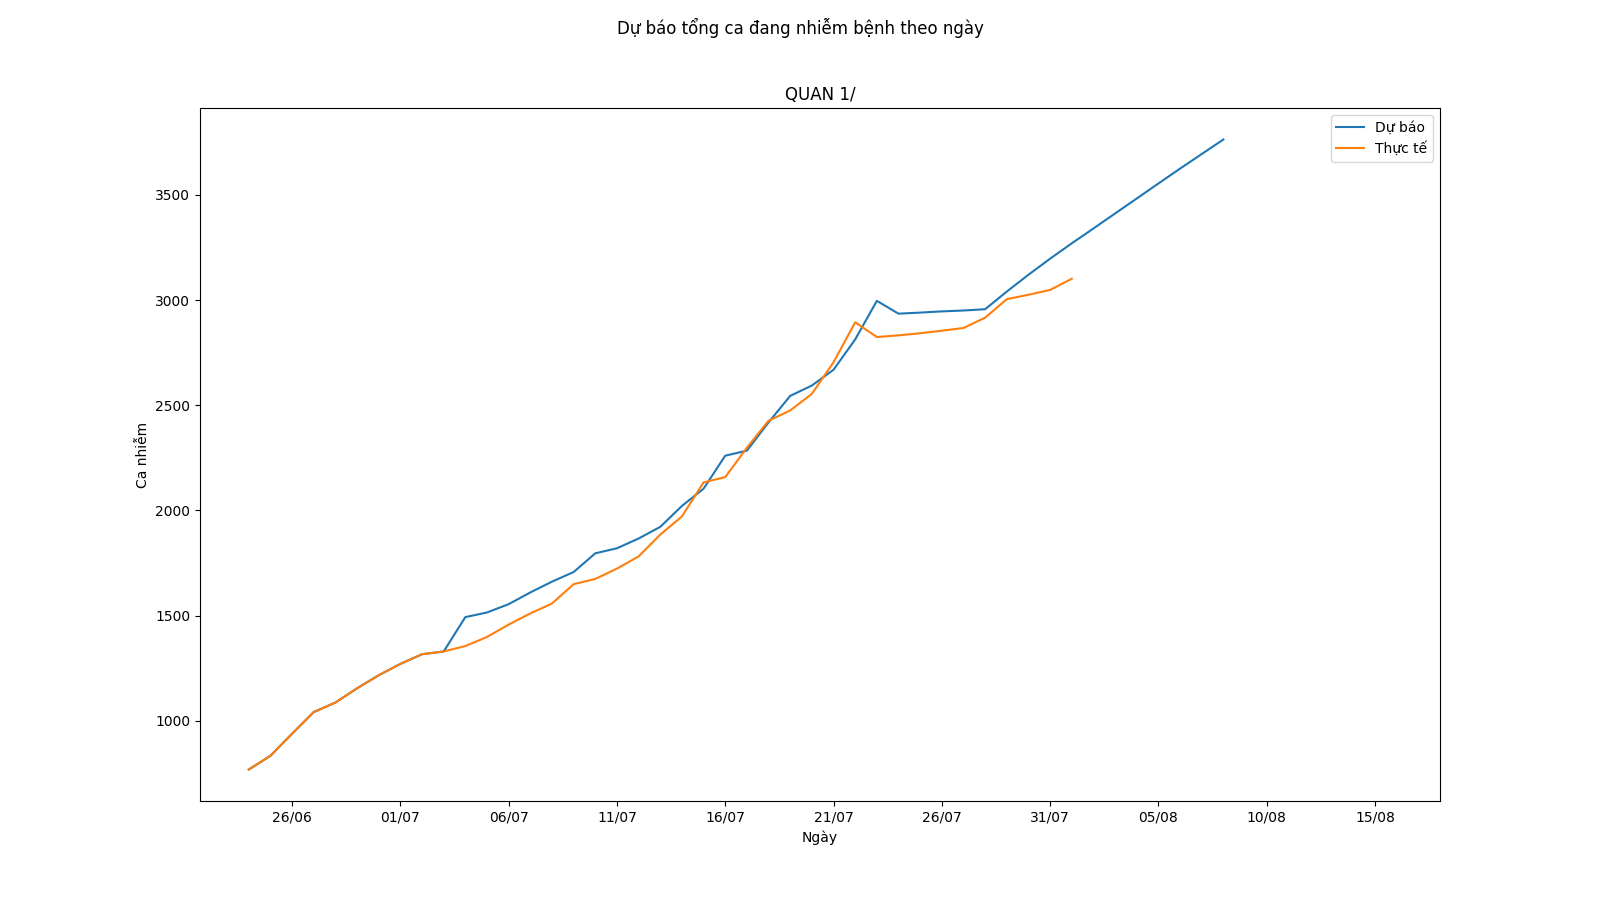 Dự báo tổng ca đang nhiễm bệnh theo ngày
QUAN 1/
Dự báo
Thực tế
3500
3000
2500
2000
1500
1000
Ca nhiễm
26/06 01/07 06/07 11/07 16/07 21/07 26/07 31/07 05/08 10/08 15/08
Ngày